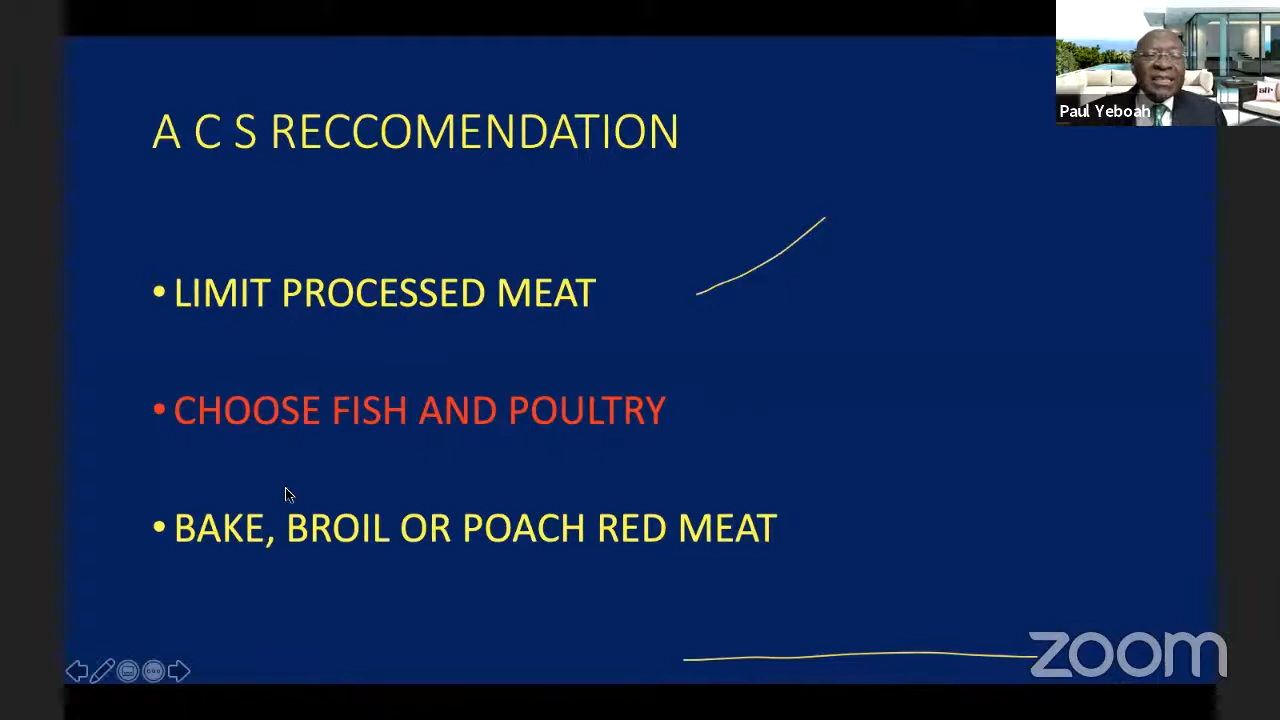 A C S RECCOMENDATION
• LIMIT PROCESSED MEAT
• CHOOSE FISH AND POULTRY
• BAKE, BROIL OR POACH RED MEAT
Paul Yeboah
zoom